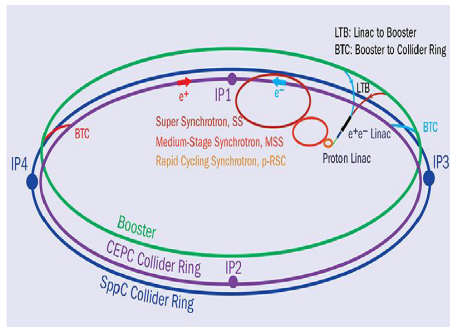 LTB: Linac to Booster
BTC: Booster to Collider Ring
IP1
e⁺
e⁻
LTB
Super Synchrotron, SS
Medium-Stage Synchrotron, MSS
Rapid Cycling Synchrotron, p-RSC
e⁺e⁻ Linac
Proton Linac
BTC
BTC
IP4
IP3
Booster
CEPC Collider Ring
IP2
SppC Collider Ring